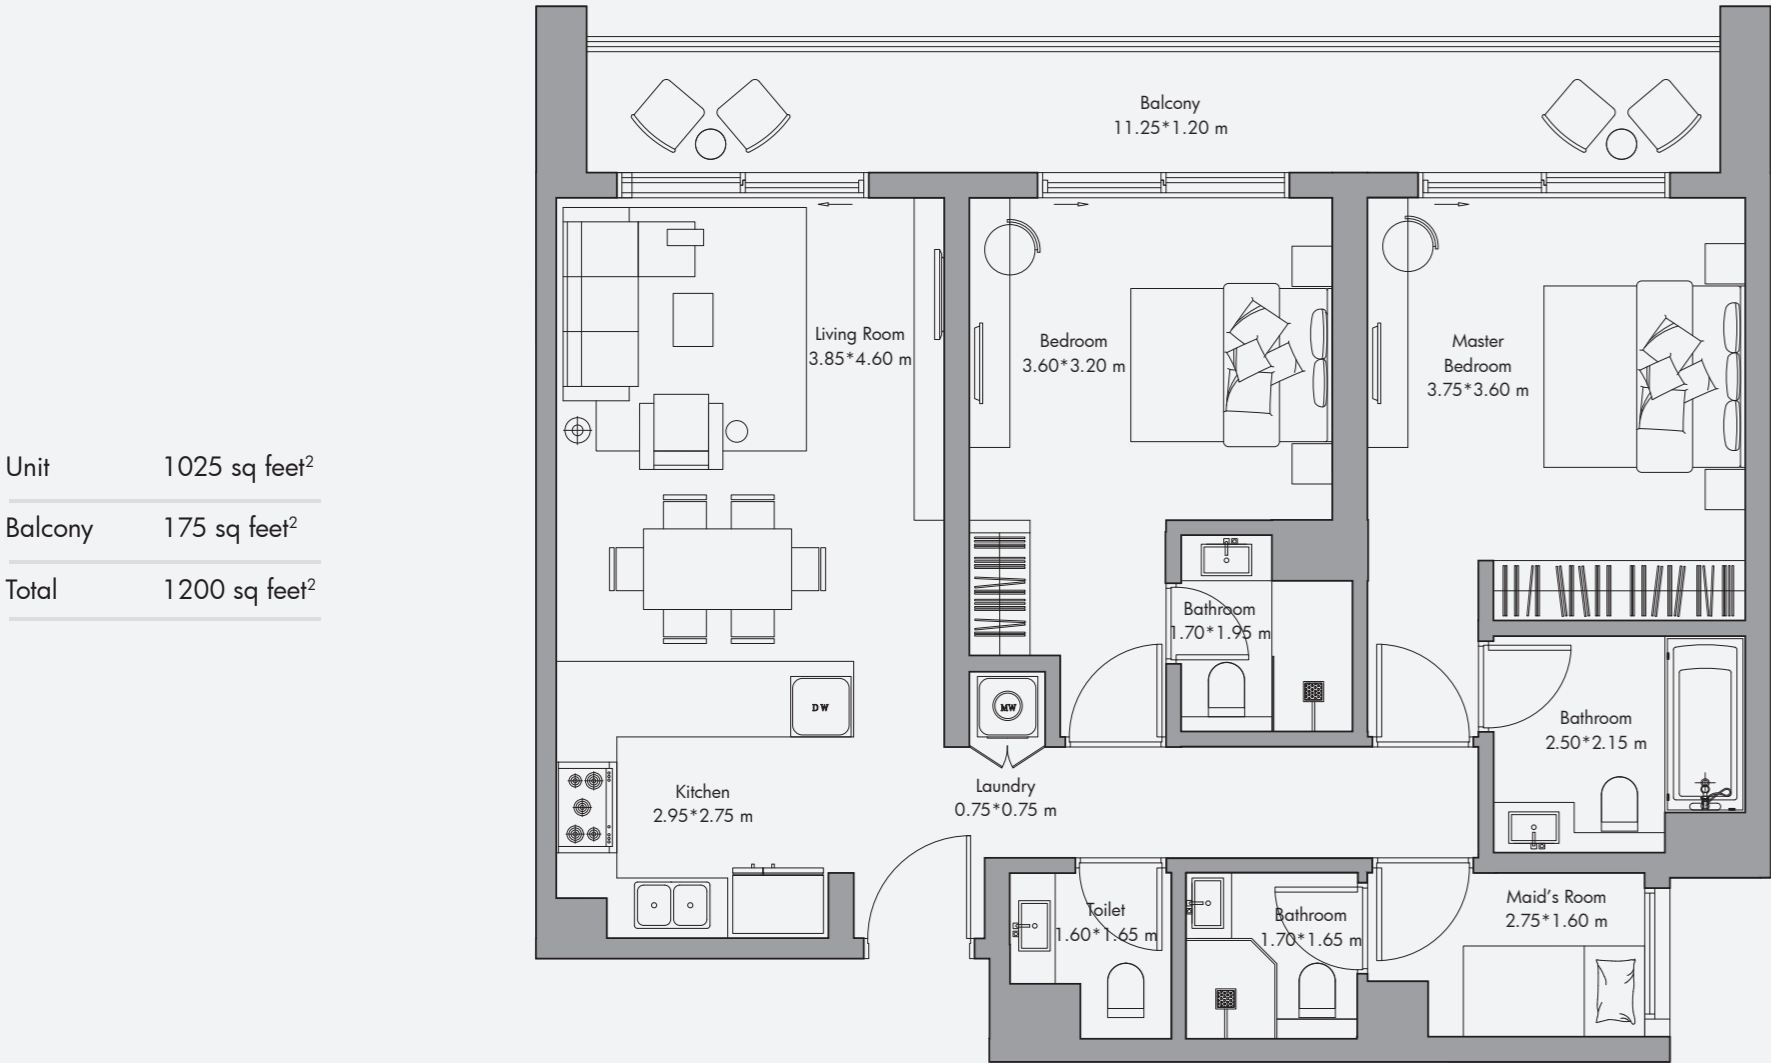 Unit 1025 sq feet²
Balcony 175 sq feet²
Total 1200 sq feet²
Balcony
11.25*1.20 m
Living Room
3.85*4.60 m
Bedroom
3.60*3.20 m
Master
Bedroom
3.75*3.60 m
Bathroom
1.70*1.95 m
DW
MW
Bathroom
2.50*2.15 m
Kitchen
2.95*2.75 m
Laundry
0.75*0.75 m
Toilet
1.60*1.65 m
Bathroom
1.70*1.65 m
Maid's Room
2.75*1.60 m